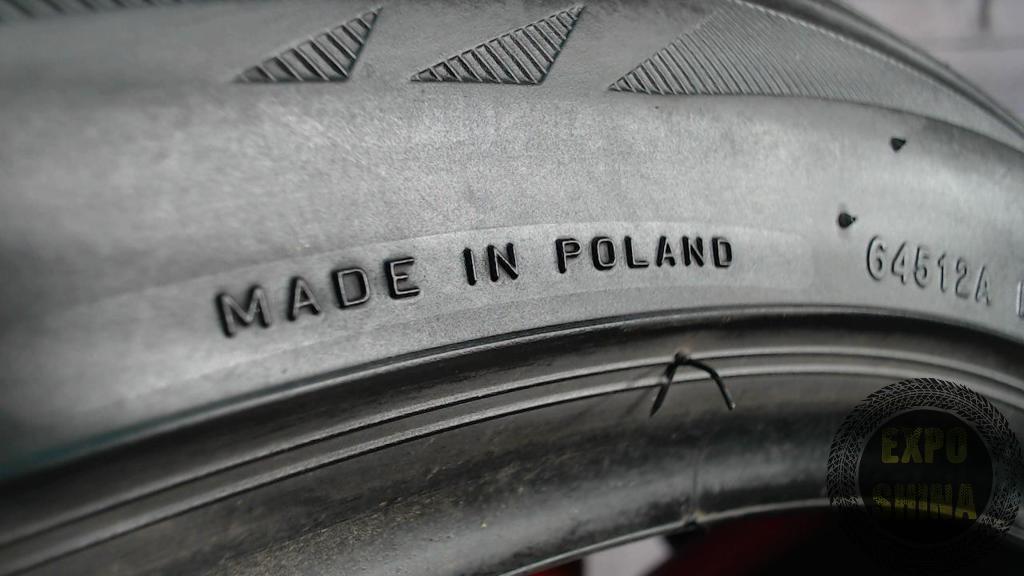 MADE IN POLAND
64512A
EXPO
SHINA